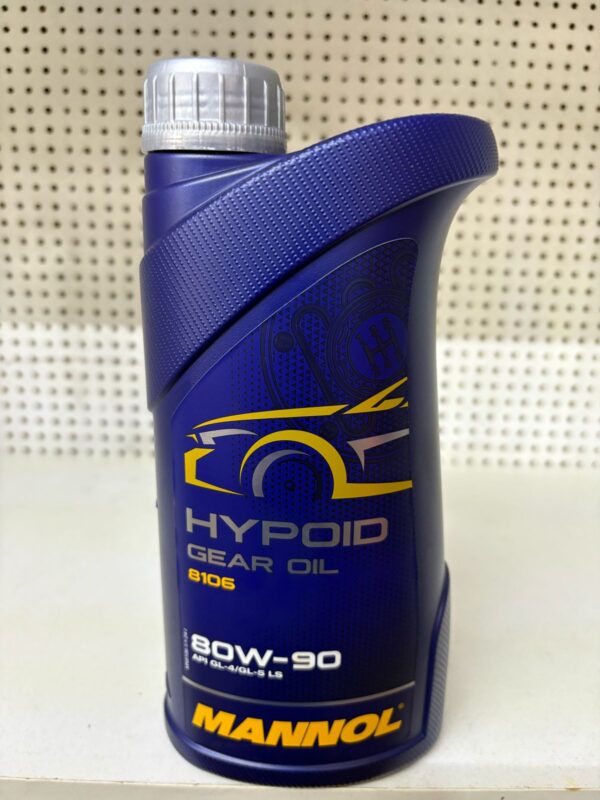 HYPOID
GEAR OIL
8106
80W-90
API GL-4/GL-5 LS
MANNOL